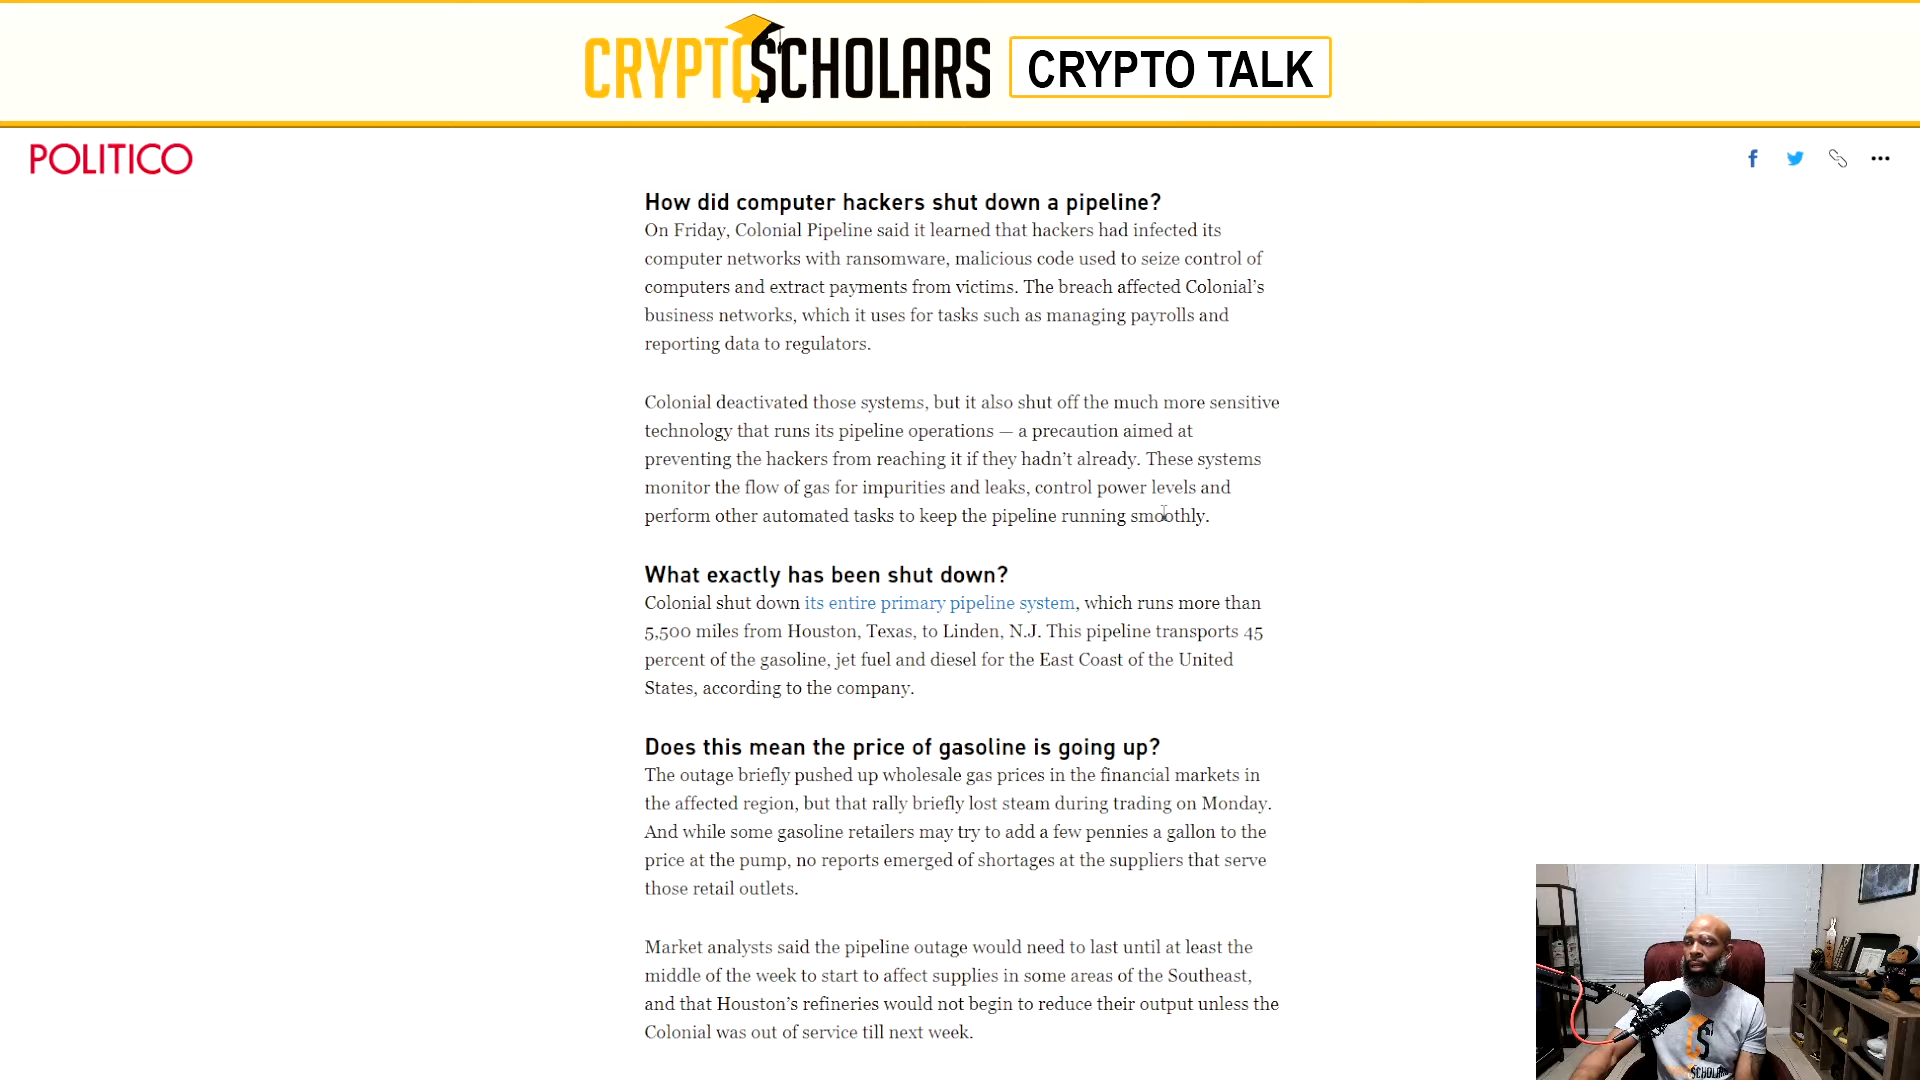 CRYPTO SCHOLARS CRYPTO TALK
POLITICO
How did computer hackers shut down a pipeline?
On Friday, Colonial Pipeline said it learned that hackers had infected its
computer networks with ransomware, malicious code used to seize control of
computers and extract payments from victims. The breach affected Colonial’s
business networks, which it uses for tasks such as managing payrolls and
reporting data to regulators.
Colonial deactivated those systems, but it also shut off the much more sensitive
technology that runs its pipeline operations — a precaution aimed at
preventing the hackers from reaching it if they hadn’t already. These systems
monitor the flow of gas for impurities and leaks, control power levels and
perform other automated tasks to keep the pipeline running smoothly.
What exactly has been shut down?
Colonial shut down its entire primary pipeline system, which runs more than
5,500 miles from Houston, Texas, to Linden, N.J. This pipeline transports 45
percent of the gasoline, jet fuel and diesel for the East Coast of the United
States, according to the company.
Does this mean the price of gasoline is going up?
The outage briefly pushed up wholesale gas prices in the financial markets in
the affected region, but that rally briefly lost steam during trading on Monday.
And while some gasoline retailers may try to add a few pennies a gallon to the
price at the pump, no reports emerged of shortages at the suppliers that serve
those retail outlets.
Market analysts said the pipeline outage would need to last until at least the
middle of the week to start to affect supplies in some areas of the Southeast,
and that Houston’s refineries would not begin to reduce their output unless the
Colonial was out of service till next week.